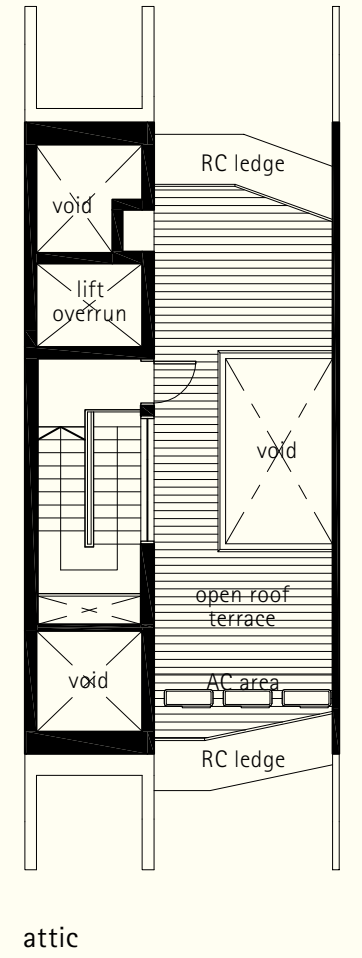 RC ledge
void
lift
overrun
void
open roof
terrace
void
AC area
RC ledge
attic